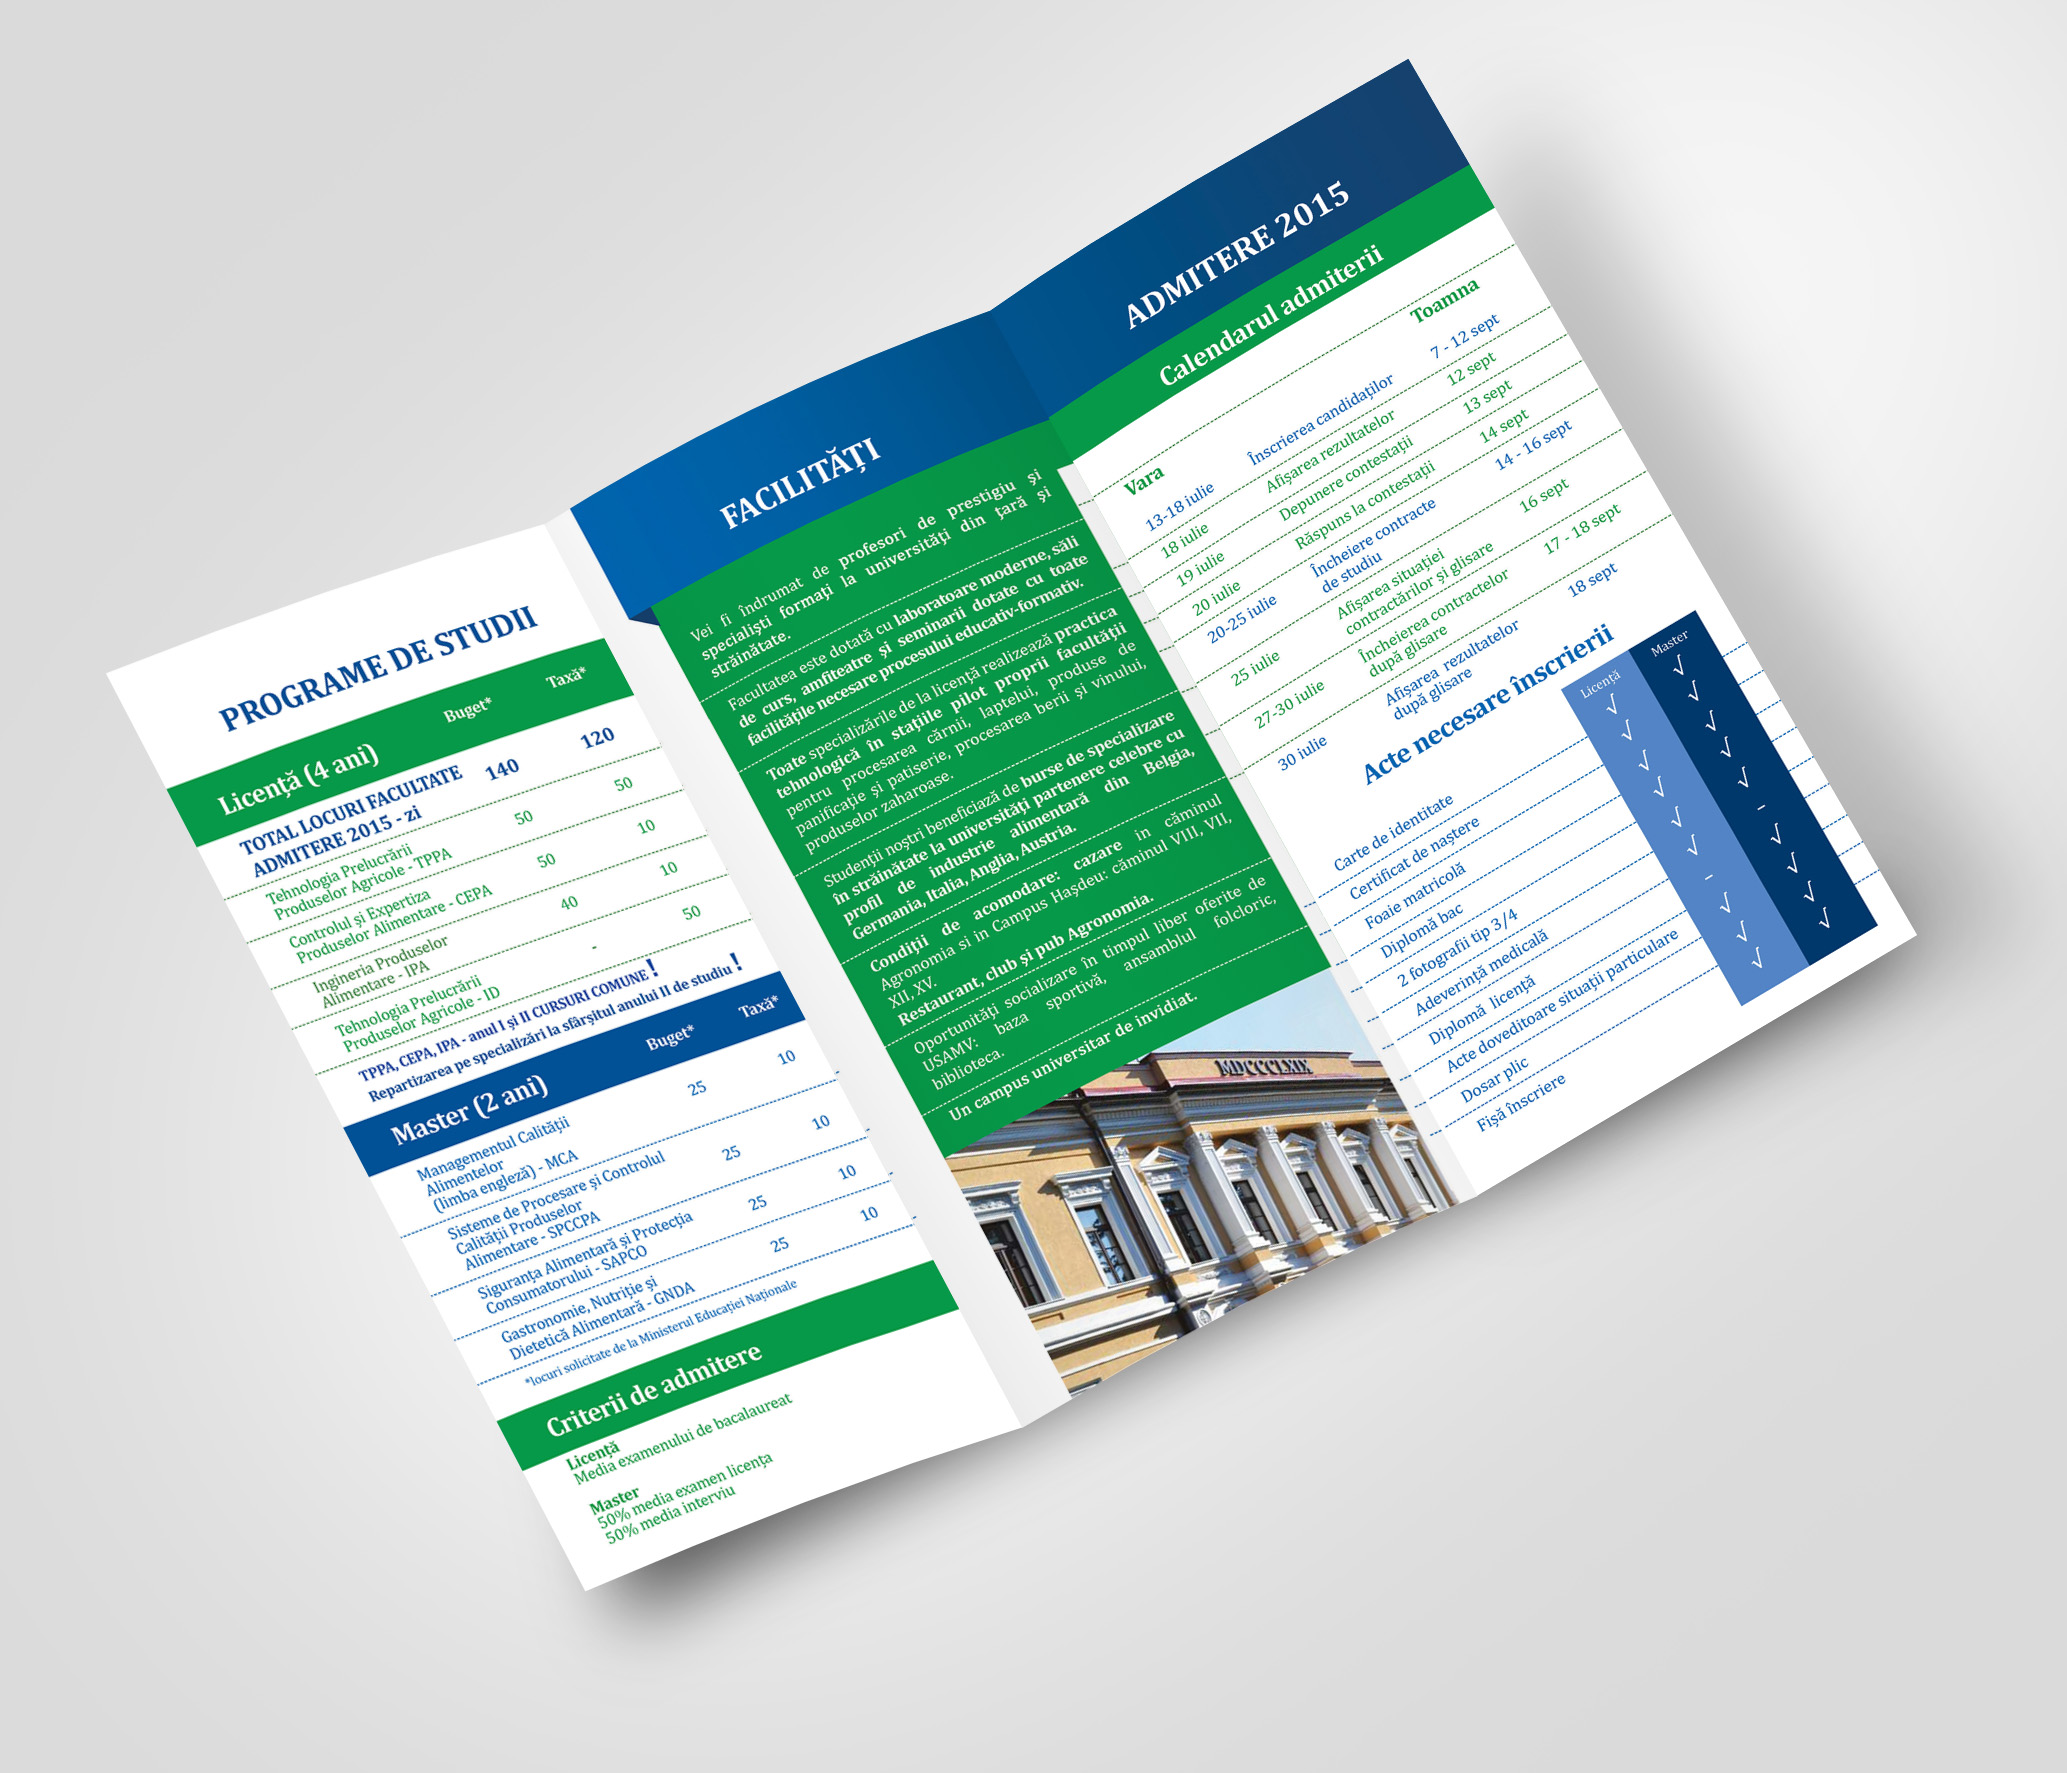 PROGRAME DE STUDII
Licență (4 ani) Buget* Taxă*
TOTAL LOCURI FACULTATE
ADMITERE 2015 - zi 140 120
Tehnologia Prelucrării
Produselor Agricole - TPPA 50 50
Controlul și Expertiza
Produselor Alimentare - CEPA 50 10
Ingineria Produselor
Alimentare - IPA 40 10
Tehnologia Prelucrării
Produselor Agricole - ID - 50
TPPA, CEPA, IPA - anul I și II CURSURI COMUNE!
Repartizarea pe specializări la sfârșitul anului II de studiu!
Master (2 ani) Buget* Taxă*
Managementul Calității
Alimentelor
(limba engleză) - MCA 25 10
Sisteme de Procesare și Controlul
Calității Produselor
Alimentare - SPCCPA 25 10
Siguranța Alimentară și Protecția
Consumatorului - SAPCO 25 10
Gastronomie, Nutriție și
Dietetică Alimentară - GNDA 25 10
*locuri solicitate de la Ministerul Educației Naționale
Criterii de admitere
Licență
Media examenului de bacalaureat
Master
50% media examen licența
50% media interviu
FACILITĂȚI
Vei fi îndrumat de profesori de prestigiu și
specialiști formați la universități din țară și
străinătate.
Facultatea este dotată cu laboratoare moderne, săli
de curs, amfiteatre și seminarii dotate cu toate
facilitățile necesare procesului educativ-formativ.
Toate specializările de la licență realizează practica
tehnologică în stațiile pilot proprii facultății
pentru procesarea cărnii, laptelui, produse de
panificație și patiserie, procesarea berii și vinului,
produselor zaharoase.
Studenții noștri beneficiază de burse de specializare
în străinătate la universități partenere celebre cu
profil de industrie alimentară din Belgia,
Germania, Italia, Anglia, Austria.
Condiții de acomodare: cazare in căminul
Agronomia si in Campus Hașdeu: căminul VIII, VII,
XII, XV.
Restaurant, club și pub Agronomia.
Oportunități socializare în timpul liber oferite de
USAMV: baza sportivă, ansamblul folcloric,
biblioteca.
Un campus universitar de invidiat.
MDCCCLXIX
ADMITERE 2015
Calendarul admiterii
Vara Toamna
13-18 iulie Înscrierea candidaților 7 - 12 sept
18 iulie Afișarea rezultatelor 12 sept
19 iulie Depunere contestații 13 sept
20 iulie Răspuns la contestații 14 sept
20-25 iulie Încheiere contracte 14 - 16 sept
de studiu
25 iulie Afișarea situației 16 sept
contractărilor și glisare
27-30 iulie Încheierea contractelor 17 - 18 sept
după glisare
30 iulie Afișarea rezultatelor 18 sept
după glisare
Acte necesare înscrierii
Licență Master
Carte de identitate √ √
Certificat de naștere √ √
Foaie matricolă √ √
Diplomă bac √ √
2 fotografii tip 3/4 √ √
Adeverință medicală √ –
Diplomă licență – √
Acte doveditoare situații particulare √ √
Dosar plic √ √
Fișă înscriere √ √